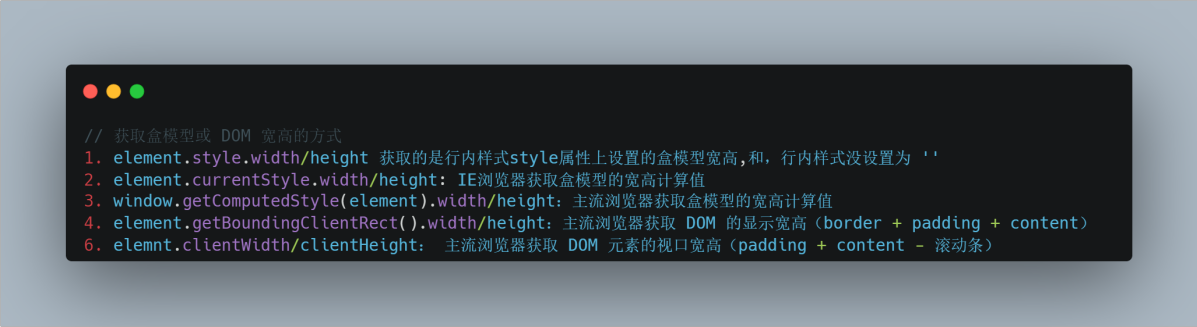 // 获取盒模型或 DOM 宽高的方式
1. element.style.width/height 获取的是行内样式style属性上设置的盒模型宽高,和，行内样式没设置为 ''
2. element.currentStyle.width/height: IE浏览器获取盒模型的宽高计算值
3. window.getComputedStyle(element).width/height：主流浏览器获取盒模型的宽高计算值
4. element.getBoundingClientRect().width/height：主流浏览器获取 DOM 的显示宽高（border + padding + content）
6. elemnt.clientWidth/clientHeight： 主流浏览器获取 DOM 元素的视口宽高（padding + content - 滚动条）